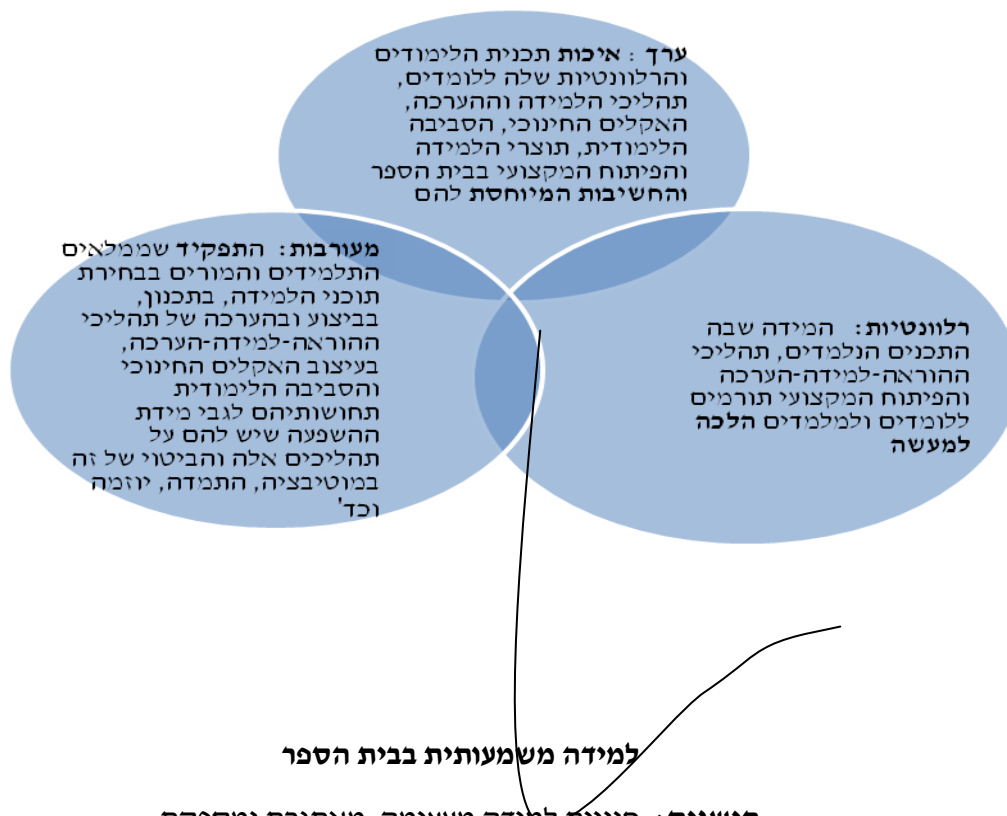 ערך : איכות תכנית הלימודים
והרלוונטיות שלה ללומדים,
תהליכי הלמידה וההערכה,
האקלים החינוכי, הסביבה
הלימודית, תוצרי הלמידה
והפיתוח המקצועי בבית הספר
והחשיבות המיוחסת להם
מעורבות: התפקיד שממלאים
התלמידים והמורים בבחירת
תוכני הלמידה, בתכנון,
בביצוע ובהערכה של תהליכי
ההוראה-למידה-הערכה,
בעיצוב האקלים החינוכי
והסביבה הלימודית
תחושותיהם לגבי מידת
ההשפעה שיש להם על
תהליכים אלה והביטוי של זה
במוטיבציה, התמדה, יוזמה
וכד'
רלוונטיות: המידה שבה
התכנים הנלמדים, תהליכי
ההוראה-למידה-הערכה
והפיתוח המקצועי תורמים
ללומדים ולמלמדים הלכה
למעשה
למידה משמעותית בבית הספר